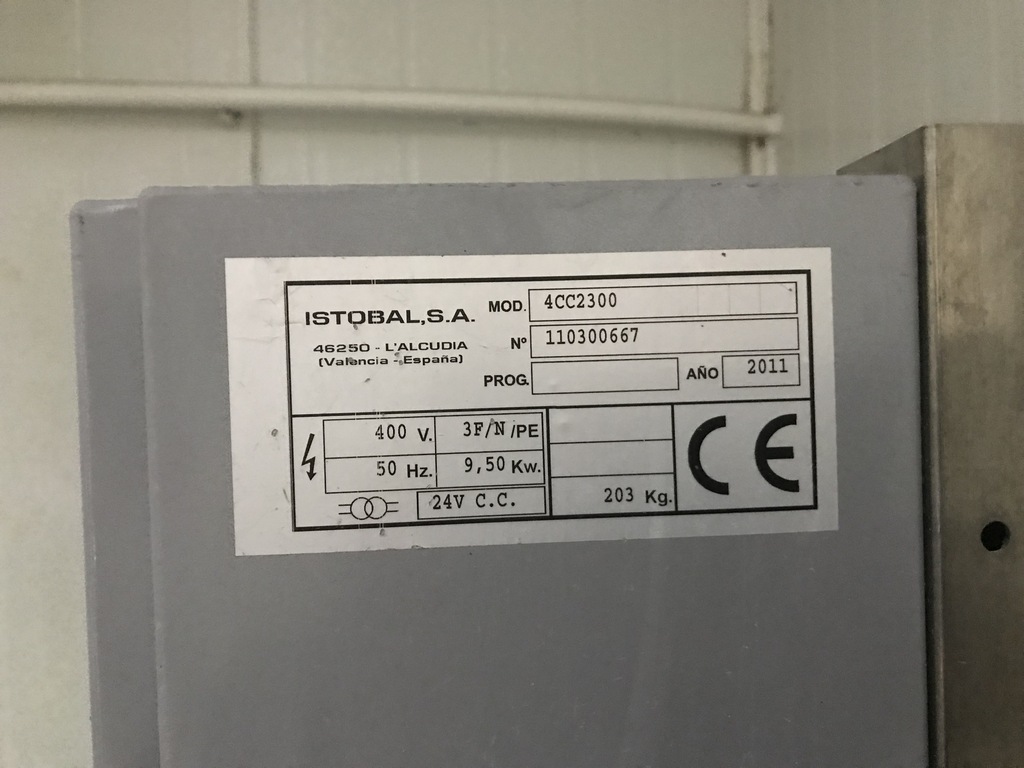 ISTOBAL,S.A.
46250 - L'ALCUDIA
(Valencia - España)
MOD. 4CC2300
Nº 110300667
PROG. AÑO 2011
400 V. 3F/N/PE
50 Hz. 9,50 Kw.
24V C.C.
203 Kg.
CE